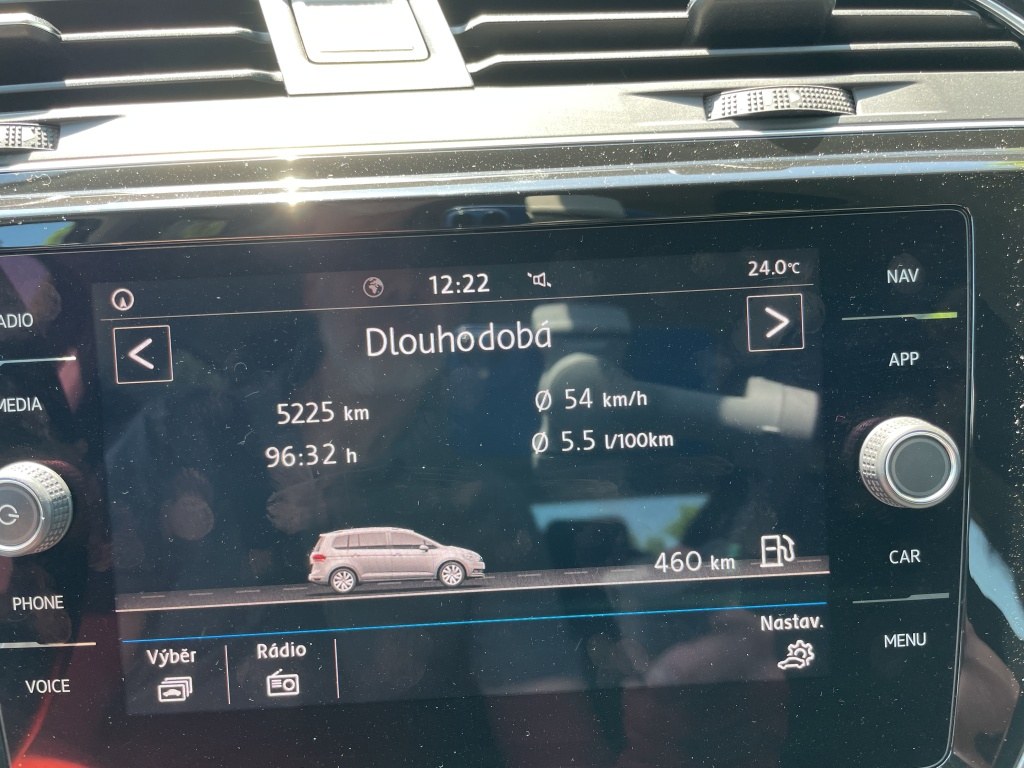 12:22
24.0°C
Dlouhodobá
<
>
5225 km
Ø 54 km/h
96:32 h
Ø 5.5 l/100km
460 km
Výběr
Rádio
Nastav.
ADIO
MEDIA
PHONE
VOICE
NAV
APP
CAR
MENU